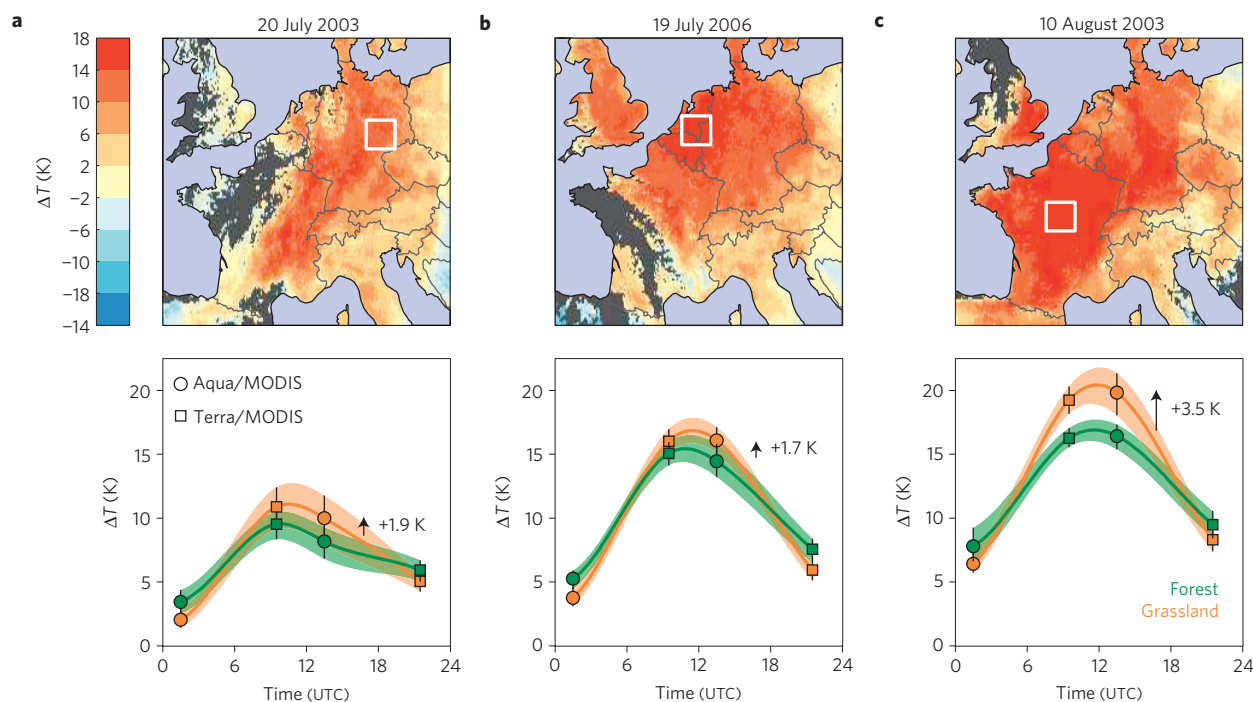 a
20 July 2003
b
19 July 2006
c
10 August 2003
18
14
10
6
2
−2
−6
−10
−14
−18
−14
ΔT (K)
20
15
10
5
0
ΔT (K)
Aqua/MODIS
Terra/MODIS
+1.9 K
0
6
12
18
24
Time (UTC)
20
15
10
5
0
ΔT (K)
+1.7 K
0
6
12
18
24
Time (UTC)
20
15
10
5
0
ΔT (K)
+3.5 K
Forest
Grassland
0
6
12
18
24
Time (UTC)